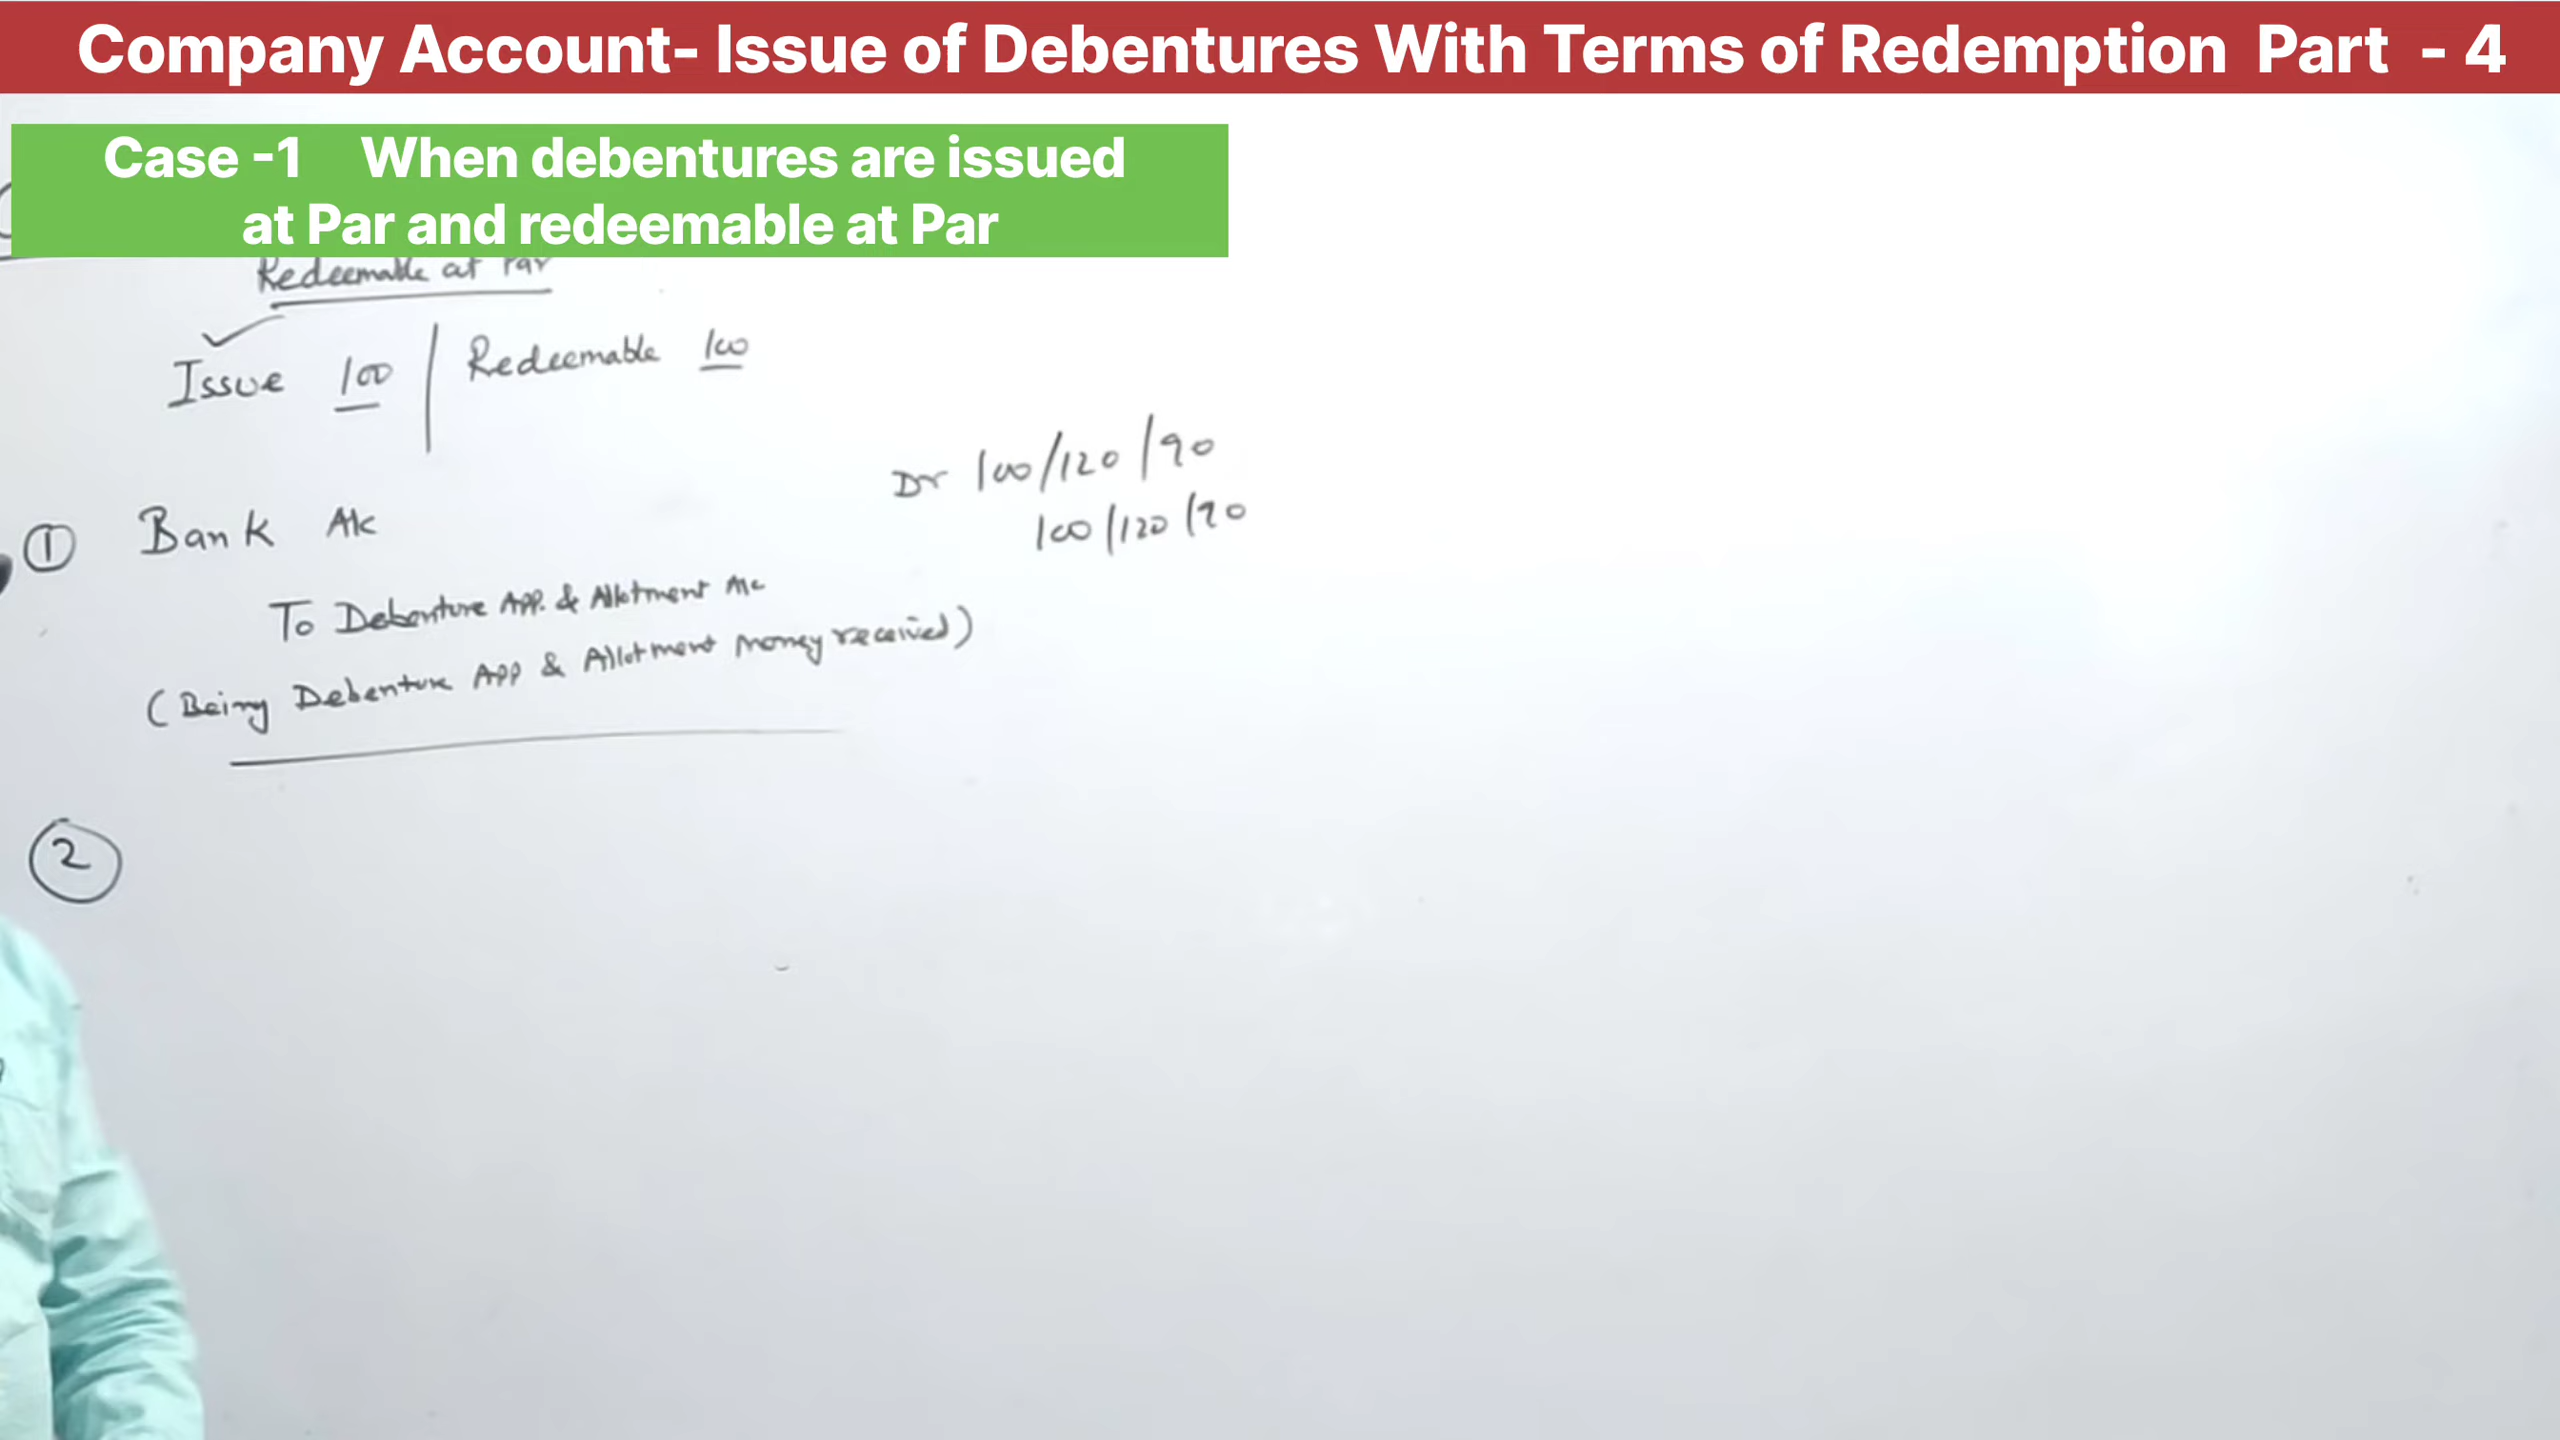 Company Account- Issue of Debentures With Terms of Redemption Part - 4
Case -1 When debentures are issued
at Par and redeemable at Par
Redeemable at Par
Issue 100 | Redeemable 100
① Bank A/c Dr 100/120/90
To Debenture App. & Allotment A/c 100/120/90
(Being Debenture App & Allotment money received)
②